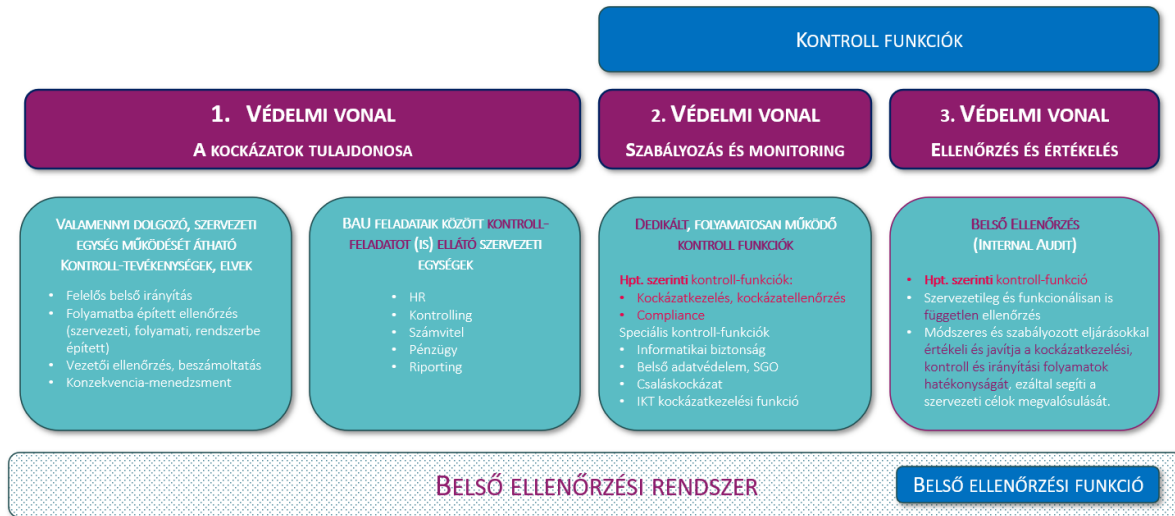 KONTROLL FUNKCIÓK
1. VÉDELMI VONAL
A KOCKÁZATOK TULAJDONOSA
2. VÉDELMI VONAL
SZABÁLYOZÁS ÉS MONITORING
3. VÉDELMI VONAL
ELLENŐRZÉS ÉS ÉRTÉKELÉS
VALAMENNYI DOLGOZÓ, SZERVEZETI
EGYSÉG MŰKÖDÉSÉT ÁTHATÓ
KONTROLL-TEVÉKENYSÉGEK, ELVEK
• Felelős belső irányítás
• Folyamatba épített ellenőrzés
(szervezeti, folyamati, rendszerbe
épített)
• Vezetői ellenőrzés, beszámoltatás
• Konzekvencia-menedzsment
BAU FELADATAIK KÖZÖTT KONTROLL-
FELADATOT (IS) ELLÁTÓ SZERVEZETI
EGYSÉGEK
• HR
• Kontrolling
• Számvitel
• Pénzügy
• Riporting
DEDIKÁLT, FOLYAMATOSAN MŰKÖDŐ
KONTROLL FUNKCIÓK
Hpt. szerinti kontroll-funkciók:
• Kockázatkezelés, kockázatellenőrzés
• Compliance
Speciális kontroll-funkciók
• Informatikai biztonság
• Belső adatvédelem, SGO
• Csaláskockázat
• IKT kockázatkezelési funkció
BELSŐ ELLENŐRZÉS
(INTERNAL AUDIT)
• Hpt. szerinti kontroll-funkció
• Szervezetileg és funkcionálisan is
független ellenőrzés
• Módszeres és szabályozott eljárásokkal
értékeli és javítja a kockázatkezelési,
kontroll és irányítási folyamatok
hatékonyságát, ezáltal segíti a
szervezeti célok megvalósulását.
BELSŐ ELLENŐRZÉSI RENDSZER
BELSŐ ELLENŐRZÉSI FUNKCIÓ